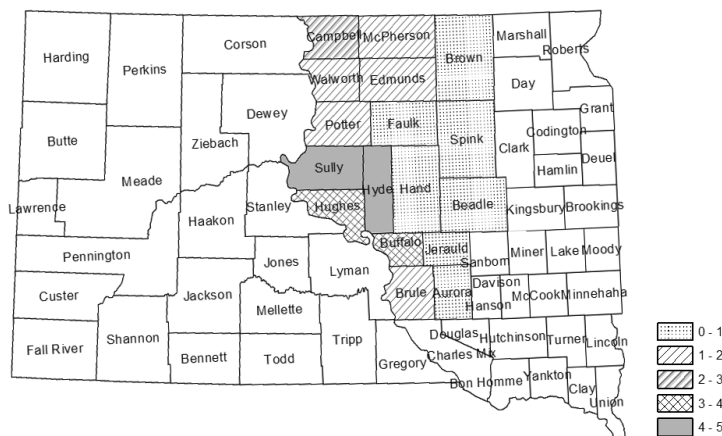 Harding
Perkins
Corson
Campbell
McPherson
Brown
Marshall
Roberts
Walworth
Edmunds
Day
Butte
Meade
Ziebach
Dewey
Potter
Faulk
Spink
Clark
Codington
Grant
Deuel
Hamlin
Lawrence
Haakon
Stanley
Sully
Hughes
Hyde
Hand
Beadle
Kingsbury
Brookings
Pennington
Jones
Lyman
Buffalo
Jerauld
Sanborn
Miner
Lake
Moody
Custer
Jackson
Mellette
Brule
Aurora
Davison
Hanson
McCook
Minnehaha
Fall River
Shannon
Bennett
Todd
Tripp
Gregory
Douglas
Charles Mix
Hutchinson
Turner
Lincoln
Bon Homme
Yankton
Clay
Union
0 - 1
1 - 2
2 - 3
3 - 4
4 - 5